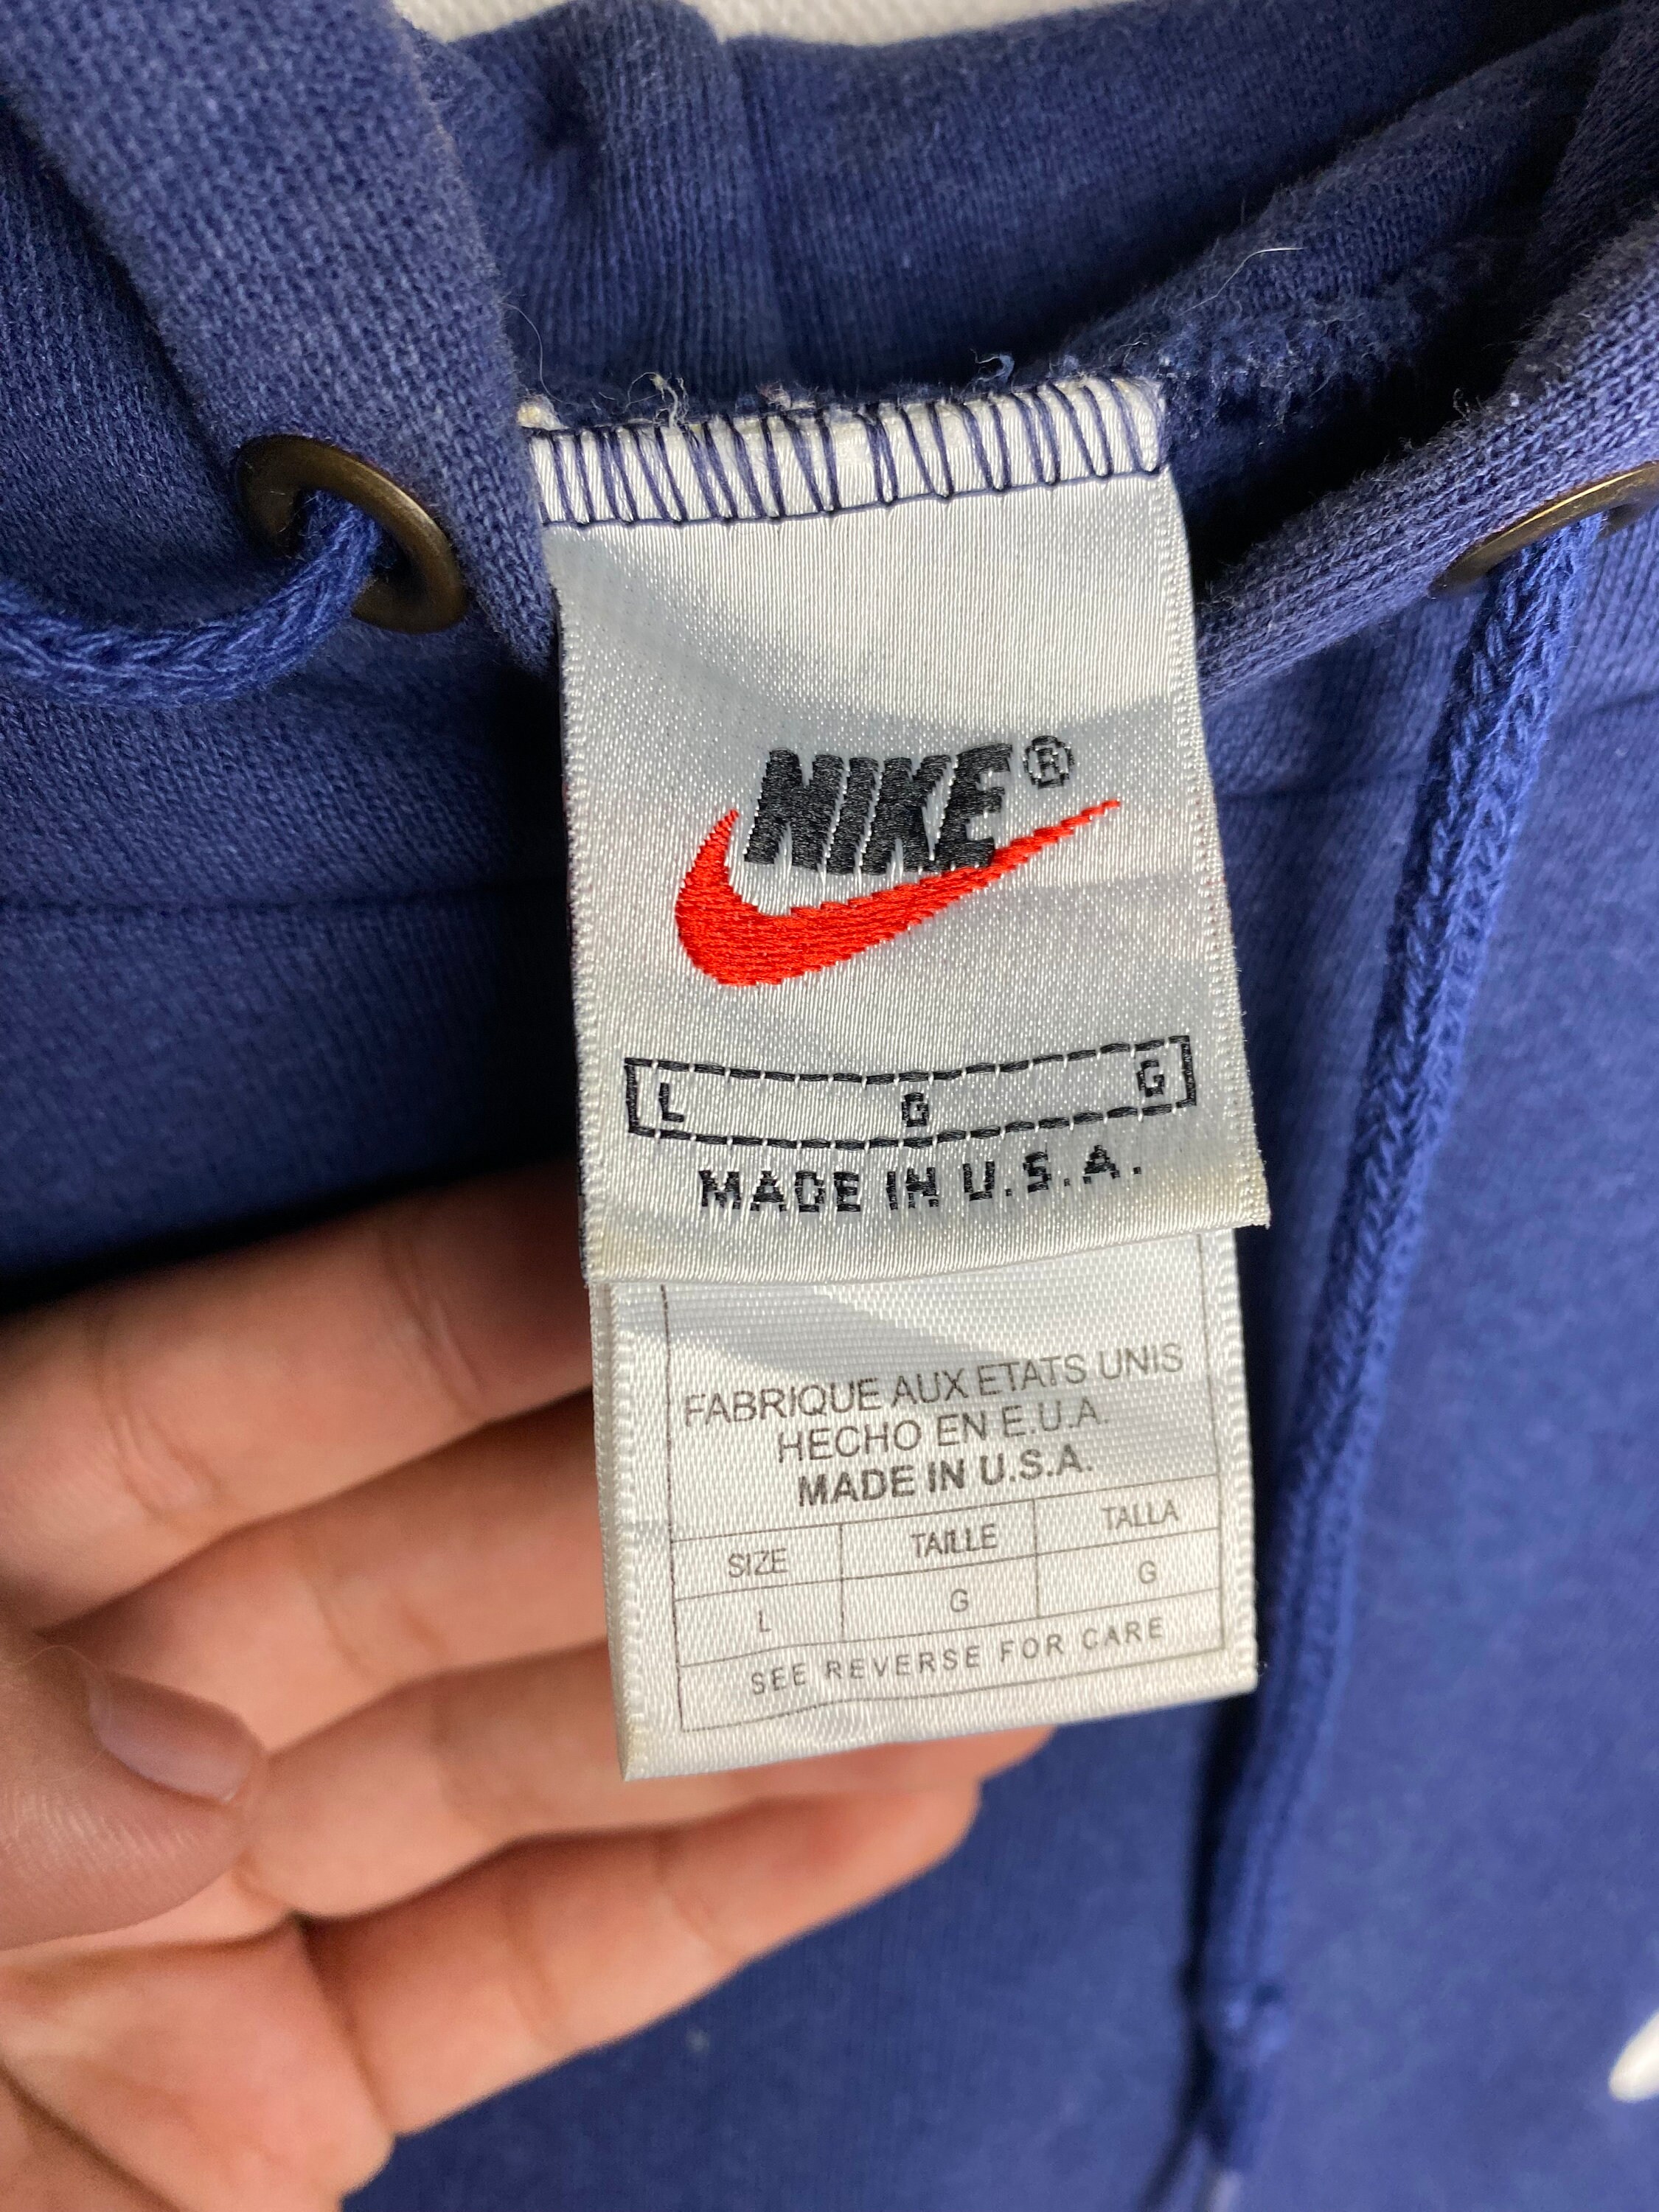 NIKE®
L G G
MADE IN U.S.A.
FABRIQUE AUX ETATS UNIS
HECHO EN E.U.A.
MADE IN U.S.A.
SIZE TAILLE TALLA
L G G
SEE REVERSE FOR CARE